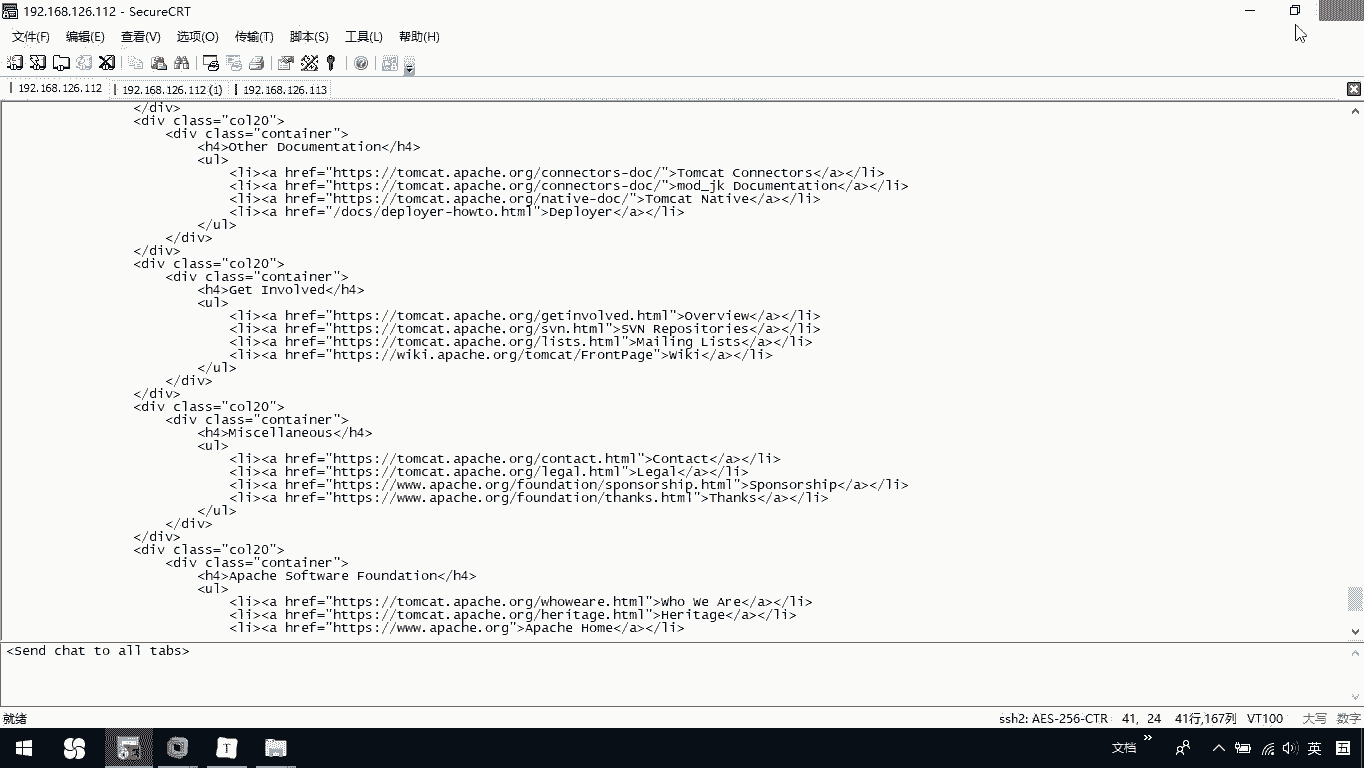 192.168.126.112 - SecureCRT
文件(F) 编辑(E) 查看(V) 选项(O) 传输(T) 脚本(S) 工具(L) 帮助(H)
192.168.126.112 192.168.126.112 (1) 192.168.126.113
</div>
<div class="col20">
<div class="container">
<h4>Other Documentation</h4>
<ul>
<li><a href="https://tomcat.apache.org/connectors-doc/">Tomcat Connectors</a></li>
<li><a href="https://tomcat.apache.org/connectors-doc/">mod_jk Documentation</a></li>
<li><a href="https://tomcat.apache.org/native-doc/">Tomcat Native</a></li>
<li><a href="/docs/deployer-howto.html">Deployer</a></li>
</ul>
</div>
</div>
<div class="col20">
<div class="container">
<h4>Get Involved</h4>
<ul>
<li><a href="https://tomcat.apache.org/getinvolved.html">Overview</a></li>
<li><a href="https://tomcat.apache.org/svn.html">SVN Repositories</a></li>
<li><a href="https://tomcat.apache.org/lists.html">Mailing Lists</a></li>
<li><a href="https://wiki.apache.org/tomcat/FrontPage">Wiki</a></li>
</ul>
</div>
</div>
<div class="col20">
<div class="container">
<h4>Miscellaneous</h4>
<ul>
<li><a href="https://tomcat.apache.org/contact.html">Contact</a></li>
<li><a href="https://tomcat.apache.org/legal.html">Legal</a></li>
<li><a href="https://www.apache.org/foundation/sponsorship.html">Sponsorship</a></li>
<li><a href="https://www.apache.org/foundation/thanks.html">Thanks</a></li>
</ul>
</div>
</div>
<div class="col20">
<div class="container">
<h4>Apache Software Foundation</h4>
<ul>
<li><a href="https://tomcat.apache.org/whoweare.html">Who We Are</a></li>
<li><a href="https://tomcat.apache.org/heritage.html">Heritage</a></li>
<li><a href="https://www.apache.org">Apache Home</a></li>
<Send chat to all tabs>
就绪 ssh2: AES-256-CTR 41, 24 41行,167列 VT100 大写 数字
T 文档 英 五